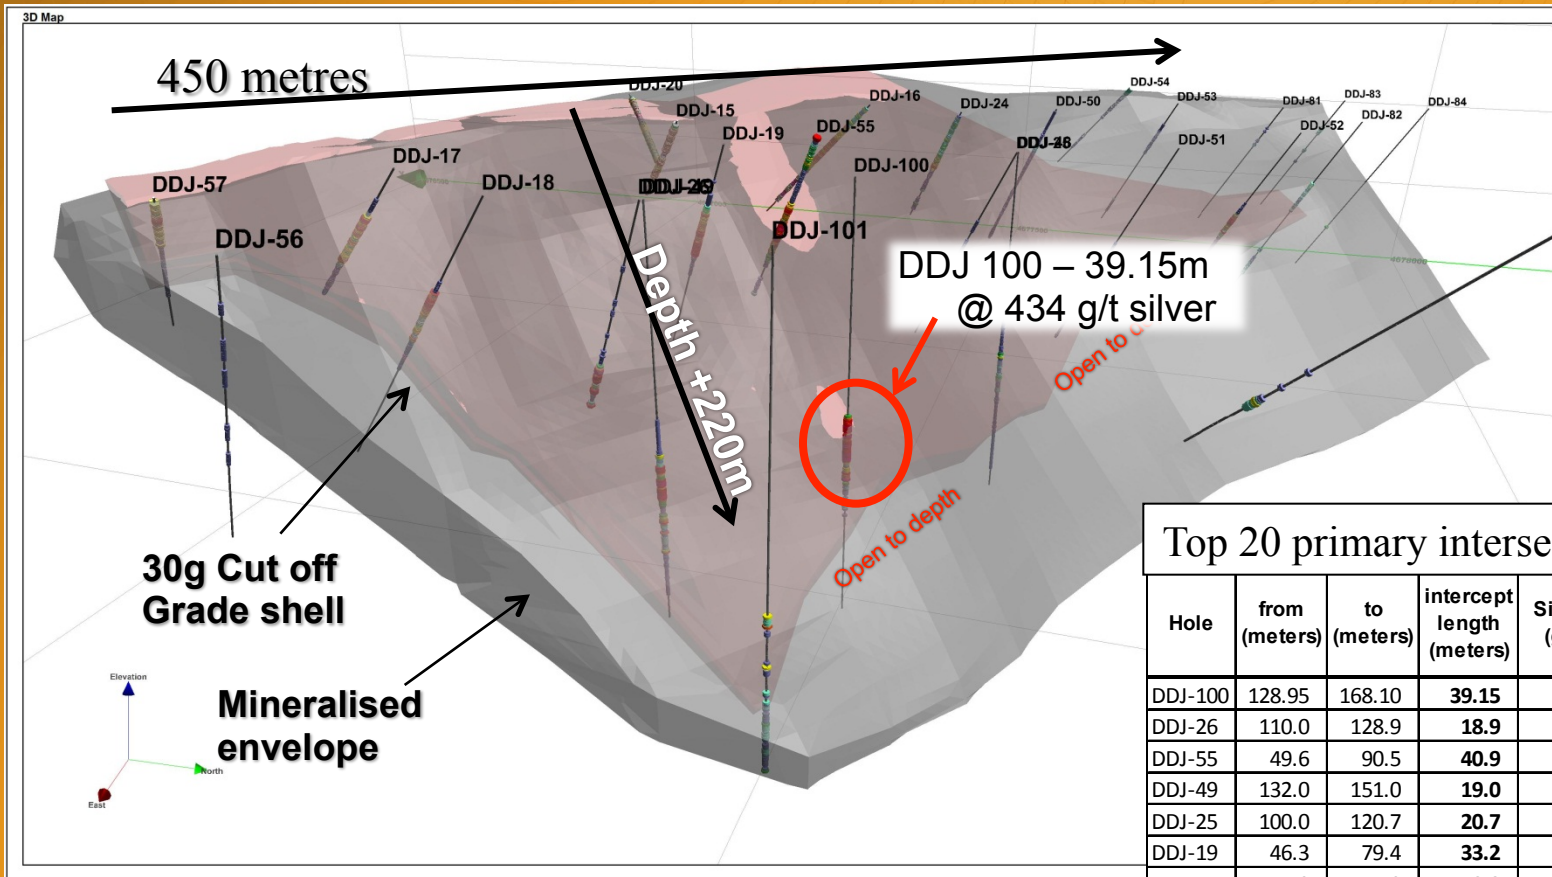 3D Map
450 metres
DDJ-20
DDJ-15
DDJ-19
DDJ-55
DDJ-16
DDJ-24
DDJ-50
DDJ-54
DDJ-53
DDJ-81
DDJ-83
DDJ-52
DDJ-82
DDJ-84
DDJ-51
DDJ-17
DDJ-18
DDJ-57
DDJ-56
DDJ-100
DDJ-101
DDJ 100 – 39.15m
@ 434 g/t silver
Depth +220m
Open to
Open to depth
30g Cut off
Grade shell
Mineralised
envelope
Elevation
North
East
Top 20 primary
Hole from (meters) to (meters) intercept length (meters)
DDJ-100 128.95 168.10 39.15
DDJ-26 110.0 128.9 18.9
DDJ-55 49.6 90.5 40.9
DDJ-49 132.0 151.0 19.0
DDJ-25 100.0 120.7 20.7
DDJ-19 46.3 79.4 33.2